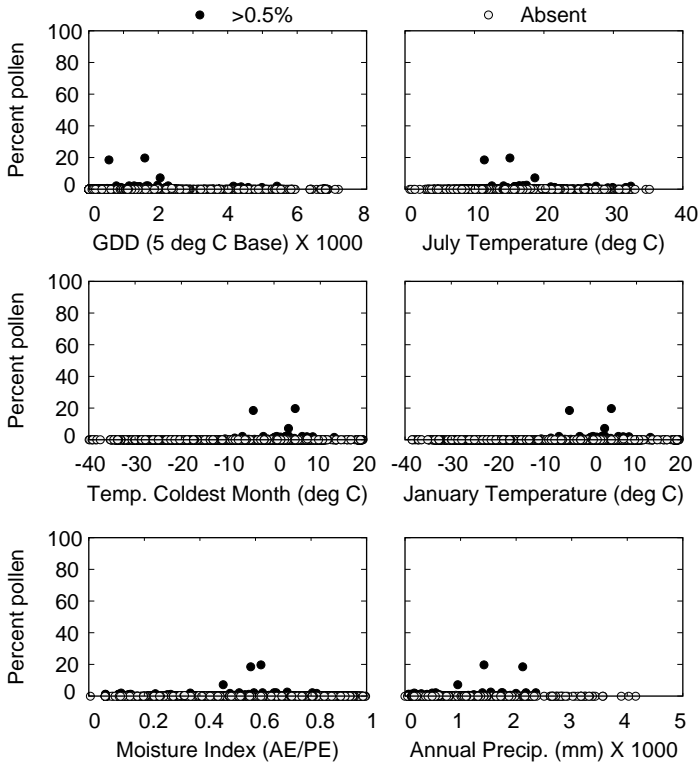 >0.5% Absent
Percent pollen
100
80
60
40
20
0
0 2 4 6 8
GDD (5 deg C Base) X 1000
0 10 20 30 40
July Temperature (deg C)
Percent pollen
100
80
60
40
20
0
-40 -30 -20 -10 0 10 20
Temp. Coldest Month (deg C)
-40 -30 -20 -10 0 10 20
January Temperature (deg C)
Percent pollen
100
80
60
40
20
0
0 0.2 0.4 0.6 0.8 1
Moisture Index (AE/PE)
0 1 2 3 4 5
Annual Precip. (mm) X 1000